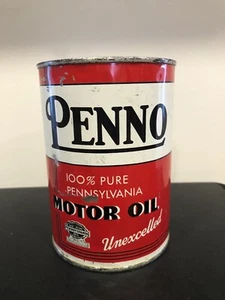 PENNO
100% PURE
PENNSYLVANIA
MOTOR OIL
Unexcelled